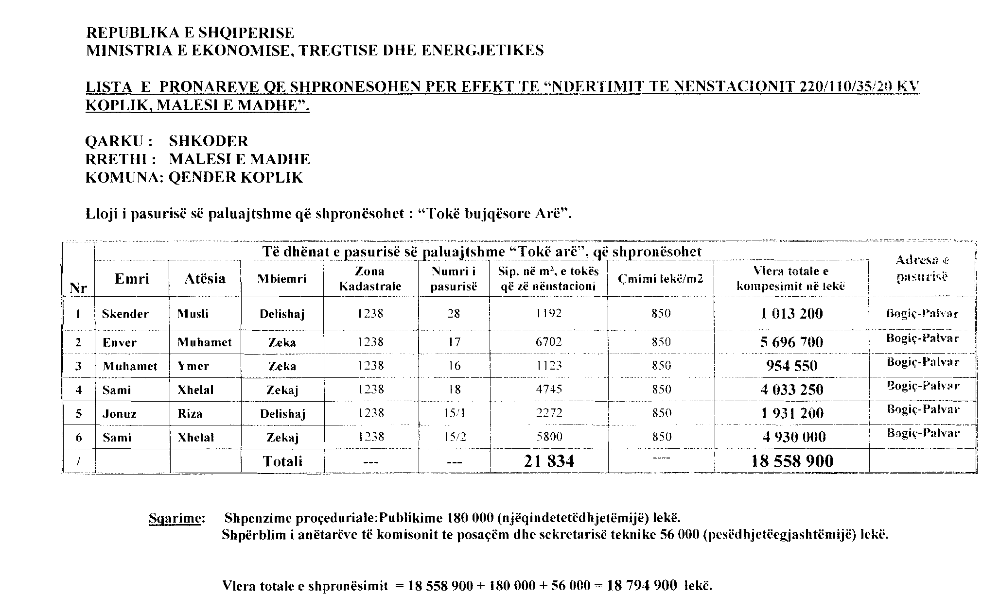 REPUBLIKA E SHQIPERISE
MINISTRIA E EKONOMISE, TREGTISE DHE ENERGJETIKES
LISTA E PRONAREVE QE SHPRONESOHEN PER EFEKT TE “NDERTIMIT TE NENSTACIONIT 220/110/35/20 KV
KOPLIK, MALESI E MADHE”.
QARKU : SHKODER
RRETHI : MALESI E MADHE
KOMUNA: QENDER KOPLIK
Lloji i pasurisë së paluajtshme që shpronësohet : “Tokë bujqësore Arë”.
Të dhënat e pasurisë së paluajtshme “Tokë arë”, që shpronësohet
Nr Emri Atësia Mbiemri Zona Kadastrale Numri i pasurisë Sip. në m², e tokës që zë nënstacioni Çmimi lekë/m2 Vlera totale e kompesimit në lekë Adresa e pasurisë
1 Skender Musli Delishaj 1238 28 1192 850 1 013 200 Bogiç-Palvar
2 Enver Muhamet Zeka 1238 17 6702 850 5 696 700 Bogiç-Palvar
3 Muhamet Ymer Zeka 1238 16 1123 850 954 550 Bogiç-Palvar
4 Sami Xhelal Zekaj 1238 18 4745 850 4 033 250 Bogiç-Palvar
5 Jonuz Riza Delishaj 1238 15/1 2272 850 1 931 200 Bogiç-Palvar
6 Sami Xhelal Zekaj 1238 15/2 5800 850 4 930 000 Bogiç-Palvar
/ Totali --- --- 21 834 ---- 18 558 900
Sqarime: Shpenzime proçeduriale:Publikime 180 000 (njëqindetetëdhjetëmijë) lekë.
Shpërblim i anëtarëve të komisonit te posaçëm dhe sekretarisë teknike 56 000 (pesëdhjetëegjashtëmijë) lekë.
Vlera totale e shpronësimit = 18 558 900 + 180 000 + 56 000 = 18 794 900 lekë.